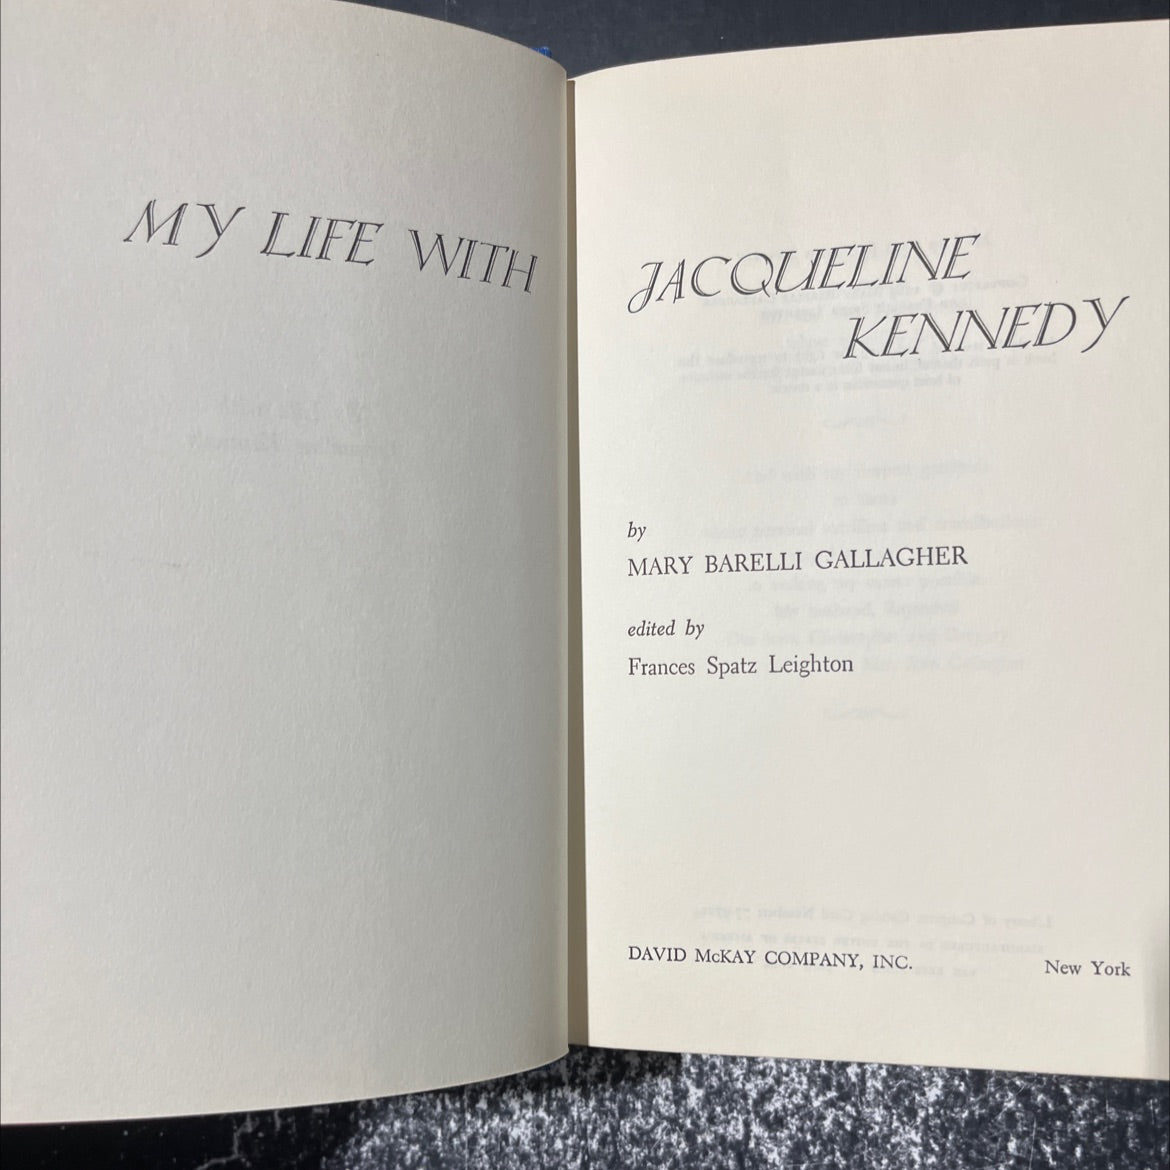 MY LIFE WITH
JACQUELINE
KENNEDY
by
MARY BARELLI GALLAGHER
edited by
Frances Spatz Leighton
DAVID McKAY COMPANY, INC. New York